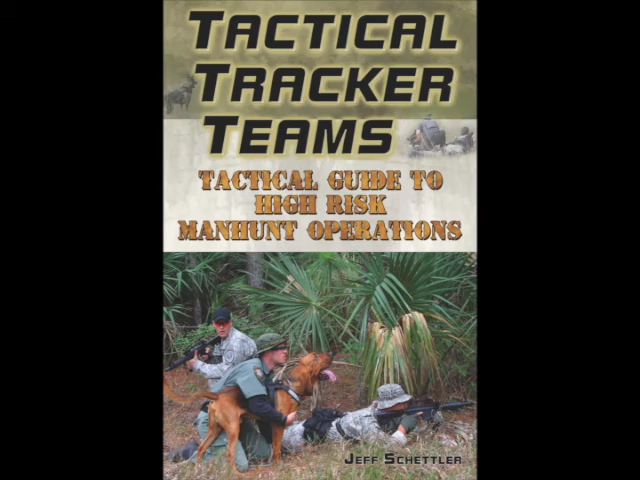 TACTICAL
TRACKER
TEAMS
TACTICAL GUIDE TO
HIGH RISK
MANHUNT OPERATIONS
JEFF SCHETTLER